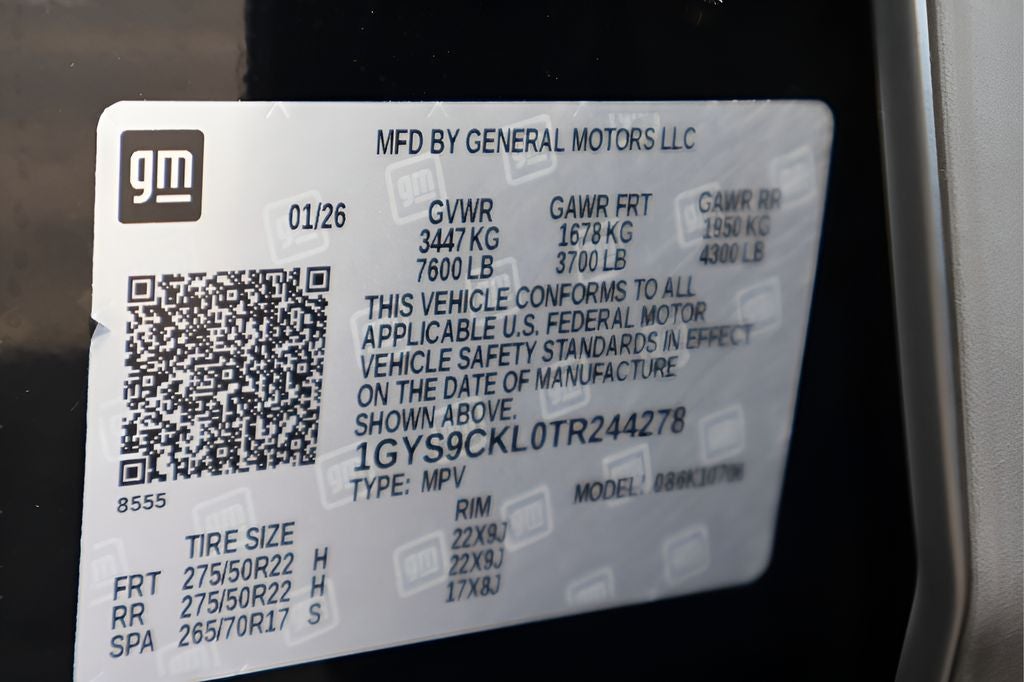 gm
MFD BY GENERAL MOTORS LLC
01/26 GVWR GAWR FRT GAWR RR
3447 KG 1678 KG 1950 KG
7600 LB 3700 LB 4300 LB
THIS VEHICLE CONFORMS TO ALL
APPLICABLE U.S. FEDERAL MOTOR
VEHICLE SAFETY STANDARDS IN EFFECT
ON THE DATE OF MANUFACTURE
SHOWN ABOVE.
1GYS9CKL0TR244278
TYPE: MPV MODEL:
8555
TIRE SIZE RIM
FRT 275/50R22 H 22X9J
RR 275/50R22 H 22X9J
SPA 265/70R17 S 17X8J